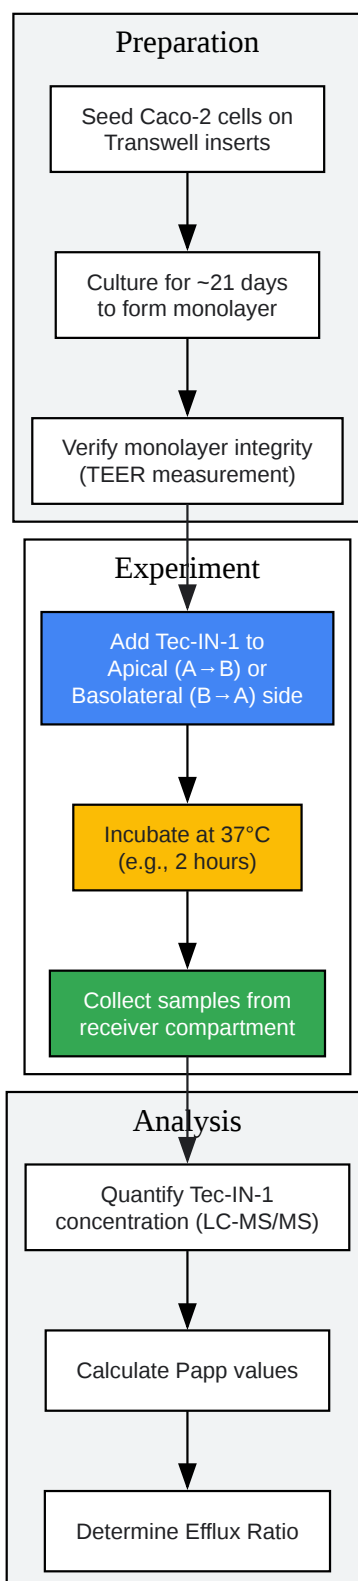 Preparation
Seed Caco-2 cells on
Transwell inserts
Culture for ~21 days
to form monolayer
Verify monolayer integrity
(TEER measurement)
Experiment
Add Tec-IN-1 to
Apical (A→B) or
Basolateral (B→A) side
Incubate at 37°C
(e.g., 2 hours)
Collect samples from
receiver compartment
Analysis
Quantify Tec-IN-1
concentration (LC-MS/MS)
Calculate Papp values
Determine Efflux Ratio